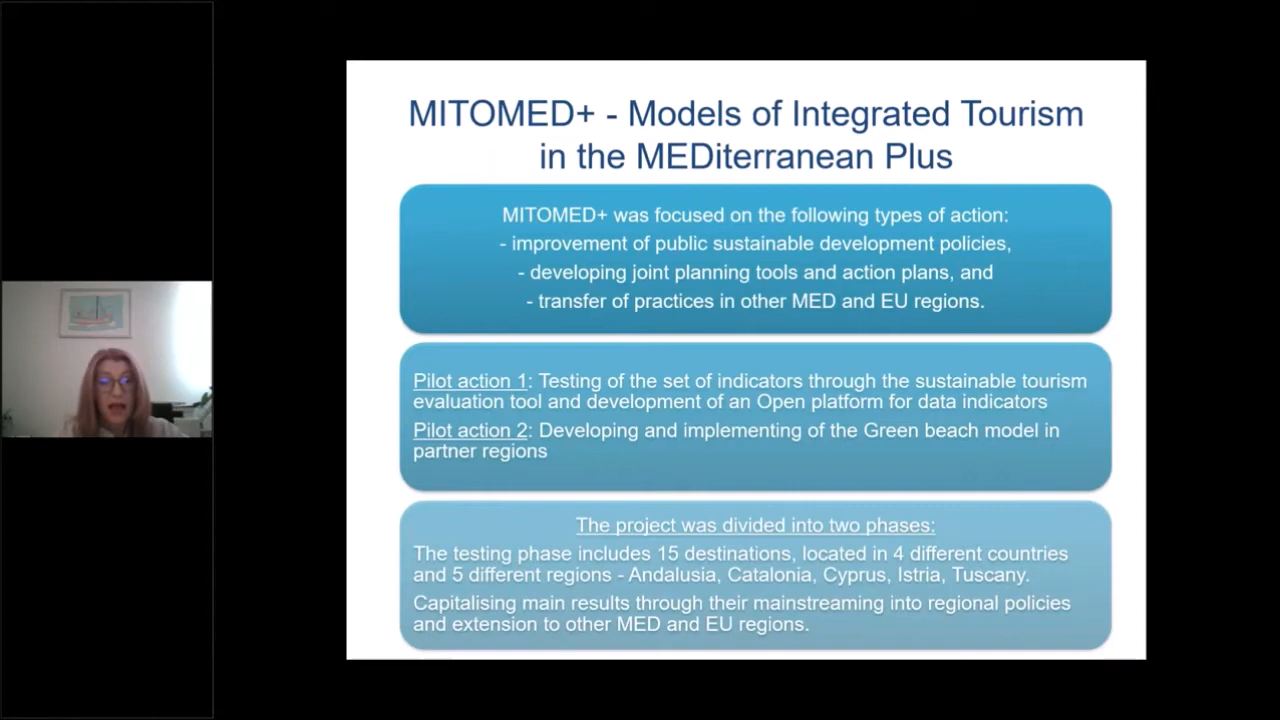 MITOMED+ - Models of Integrated Tourism
in the MEDiterranean Plus
MITOMED+ was focused on the following types of action:
- improvement of public sustainable development policies,
- developing joint planning tools and action plans, and
- transfer of practices in other MED and EU regions.
Pilot action 1: Testing of the set of indicators through the sustainable tourism
evaluation tool and development of an Open platform for data indicators
Pilot action 2: Developing and implementing of the Green beach model in
partner regions
The project was divided into two phases:
The testing phase includes 15 destinations, located in 4 different countries
and 5 different regions - Andalusia, Catalonia, Cyprus, Istria, Tuscany.
Capitalising main results through their mainstreaming into regional policies
and extension to other MED and EU regions.